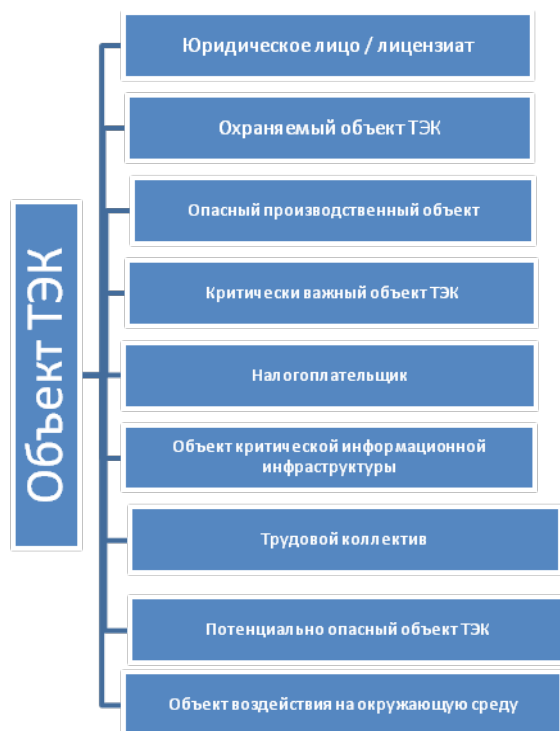 Объект ТЭК
Юридическое лицо / лицензиат
Охраняемый объект ТЭК
Опасный производственный объект
Критически важный объект ТЭК
Налогоплательщик
Объект критической информационной
инфраструктуры
Трудовой коллектив
Потенциально опасный объект ТЭК
Объект воздействия на окружающую среду